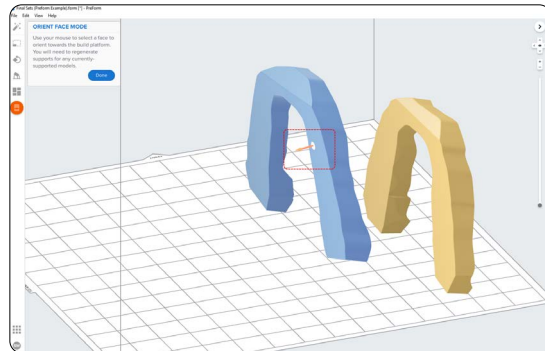 Final Sets (Preform Example).form [*] - PreForm
File Edit View Help
ORIENT FACE MODE
Use your mouse to select a face to
orient towards the build platform.
You will need to regenerate
supports for any currently-
supported models.
Done